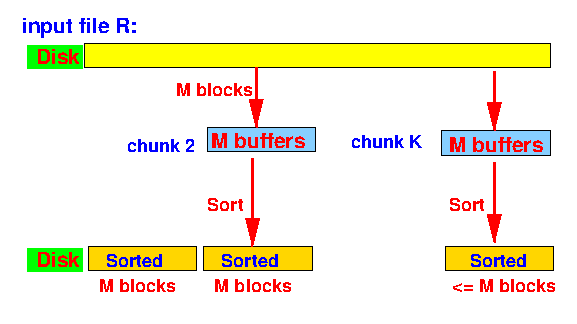 input file R:
Disk
M blocks
chunk 2
M buffers
chunk K
M buffers
Sort
Sort
Disk
Sorted
Sorted
Sorted
M blocks
M blocks
<= M blocks